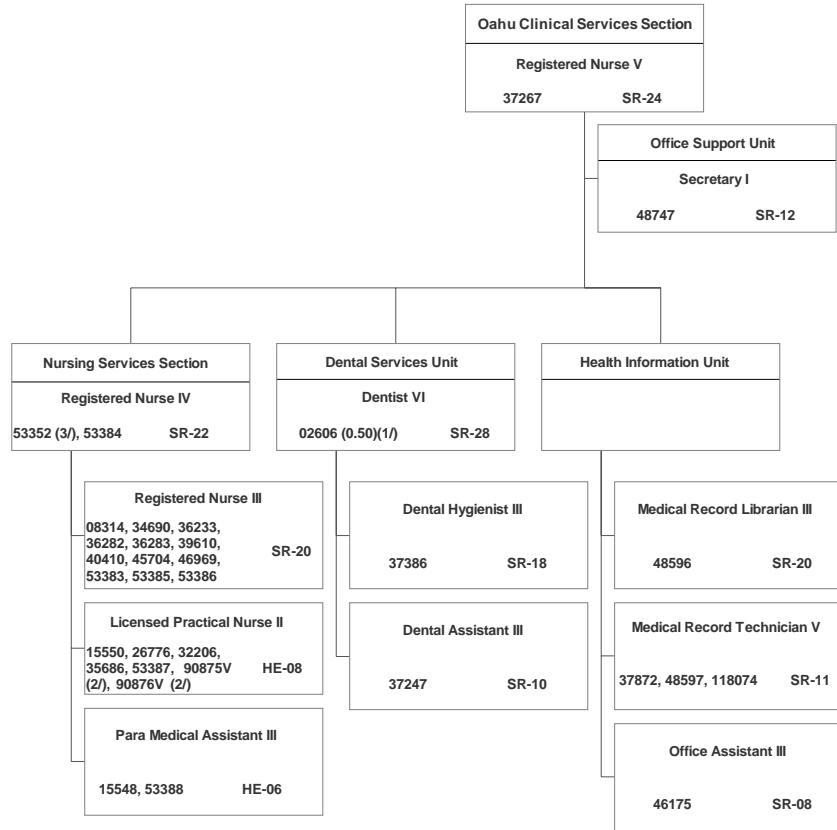 Oahu Clinical Services Section
Registered Nurse V
37267 SR-24
Office Support Unit
Secretary I
48747 SR-12
Nursing Services Section
Registered Nurse IV
53352 (3/), 53384 SR-22
Registered Nurse III
08314, 34690, 36233,
36282, 36283, 39610,
40410, 45704, 46969,
53383, 53385, 53386
SR-20
Licensed Practical Nurse II
15550, 26776, 32206,
35686, 53387, 90875V
(2/), 90876V (2/)
HE-08
Para Medical Assistant III
15548, 53388 HE-06
Dental Services Unit
Dentist VI
02606 (0.50)(1/) SR-28
Dental Hygienist III
37386 SR-18
Dental Assistant III
37247 SR-10
Health Information Unit
Medical Record Librarian III
48596 SR-20
Medical Record Technician V
37872, 48597, 118074 SR-11
Office Assistant III
46175 SR-08